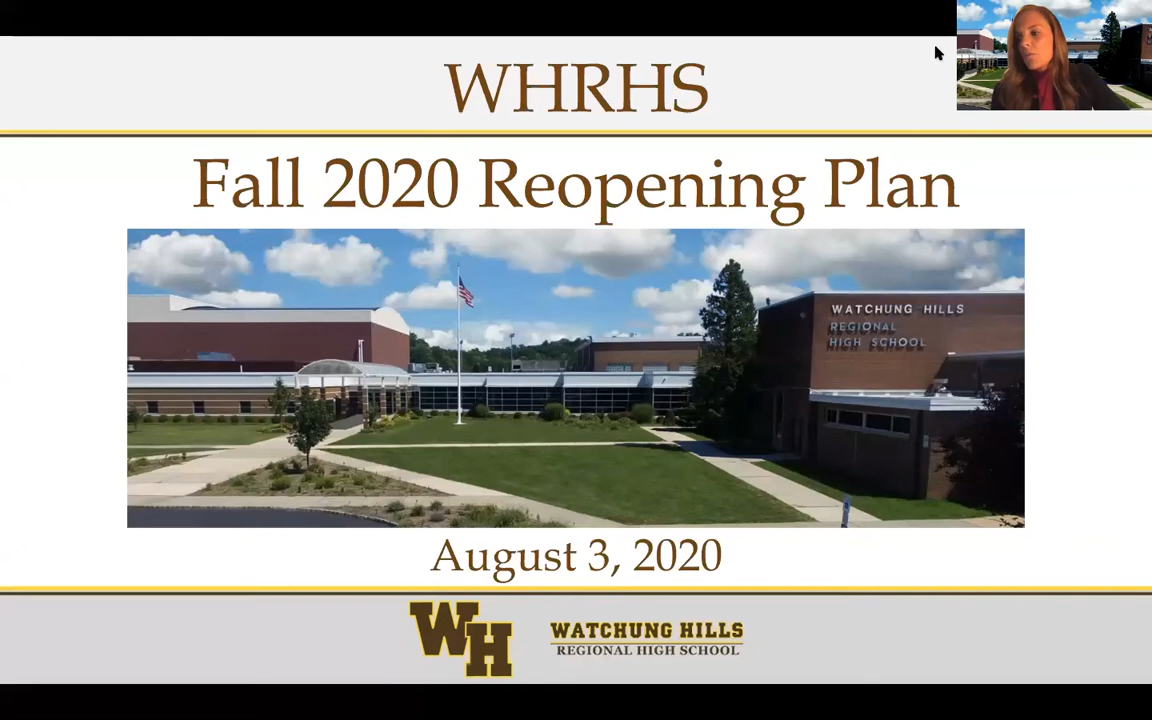 WHRHS
Fall 2020 Reopening Plan
WATCHUNG HILLS
REGIONAL
HIGH SCHOOL
August 3, 2020
WH
WATCHUNG HILLS
REGIONAL HIGH SCHOOL